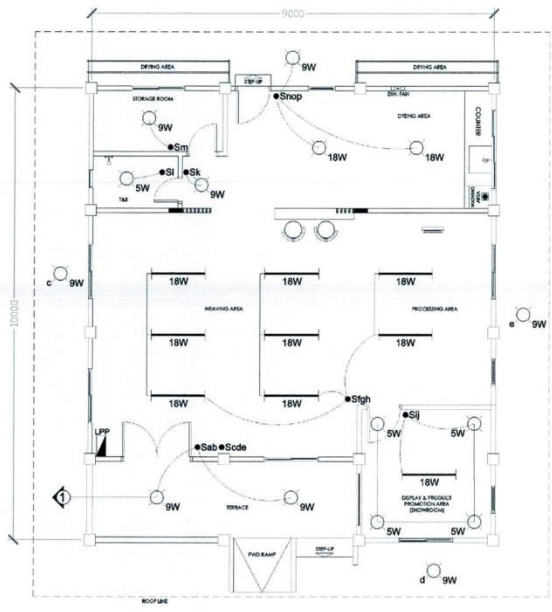 9000
DRYING AREA
DRYING AREA
STEP-UP
9W
STORAGE ROOM
Snop
EXH. FAN
DYEING AREA
COUNTER
9W
Sm
18W
18W
5W
Sl
Sk
9W
T&B
WASH
MACHINE
c 9W
18W
18W
18W
WEAVING AREA
PROCESSING AREA
e 9W
10000
18W
18W
18W
18W
18W
18W
Sfgh
Sij
5W
5W
LPP
Sab
Scde
18W
1
9W
9W
TERRACE
DISPLAY & PRODUCT
PROMOTION AREA
(SHOWROOM)
5W
5W
PWD RAMP
STEP-UP
d 9W
ROOF LINE